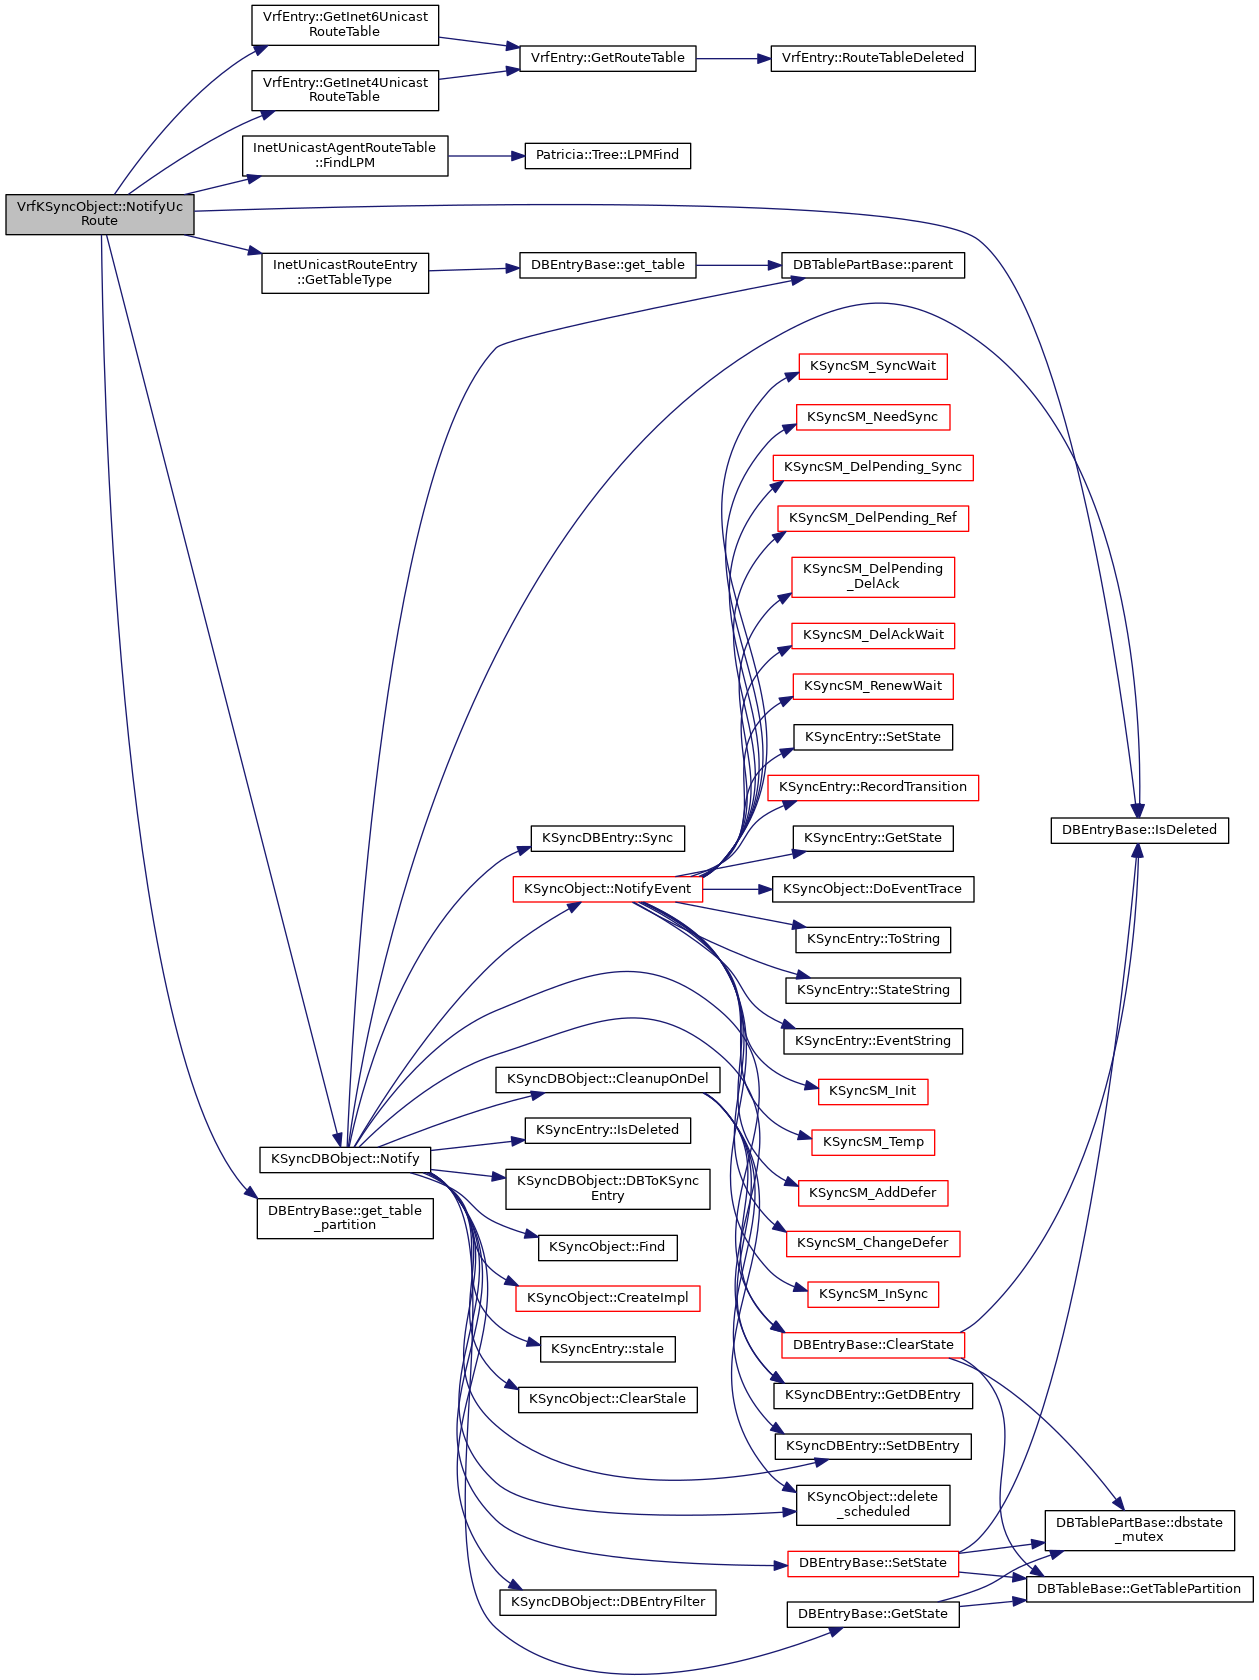 VrfEntry::GetInet6Unicast
RouteTable
VrfEntry::GetRouteTable
VrfEntry::RouteTableDeleted
VrfEntry::GetInet4Unicast
RouteTable
InetUnicastAgentRouteTable
::FindLPM
Patricia::Tree::LPMFind
VrfKSyncObject::NotifyUc
Route
InetUnicastRouteEntry
::GetTableType
DBEntryBase::get_table
DBTablePartBase::parent
KSyncSM_SyncWait
KSyncSM_NeedSync
KSyncSM_DelPending_Sync
KSyncSM_DelPending_Ref
KSyncSM_DelPending
_DelAck
KSyncSM_DelAckWait
KSyncSM_RenewWait
KSyncEntry::SetState
KSyncEntry::RecordTransition
KSyncDBEntry::Sync
KSyncEntry::GetState
DBEntryBase::IsDeleted
KSyncObject::NotifyEvent
KSyncObject::DoEventTrace
KSyncEntry::ToString
KSyncEntry::StateString
KSyncEntry::EventString
KSyncDBObject::CleanupOnDel
KSyncSM_Init
KSyncEntry::IsDeleted
KSyncSM_Temp
KSyncDBObject::Notify
KSyncDBObject::DBToKSync
Entry
KSyncSM_AddDefer
DBEntryBase::get_table
_partition
KSyncObject::Find
KSyncSM_ChangeDefer
KSyncObject::CreateImpl
KSyncSM_InSync
KSyncEntry::stale
DBEntryBase::ClearState
KSyncObject::ClearStale
KSyncDBEntry::GetDBEntry
KSyncDBEntry::SetDBEntry
KSyncObject::delete
_scheduled
DBTablePartBase::dbstate
_mutex
DBEntryBase::SetState
DBTableBase::GetTablePartition
KSyncDBObject::DBEntryFilter
DBEntryBase::GetState